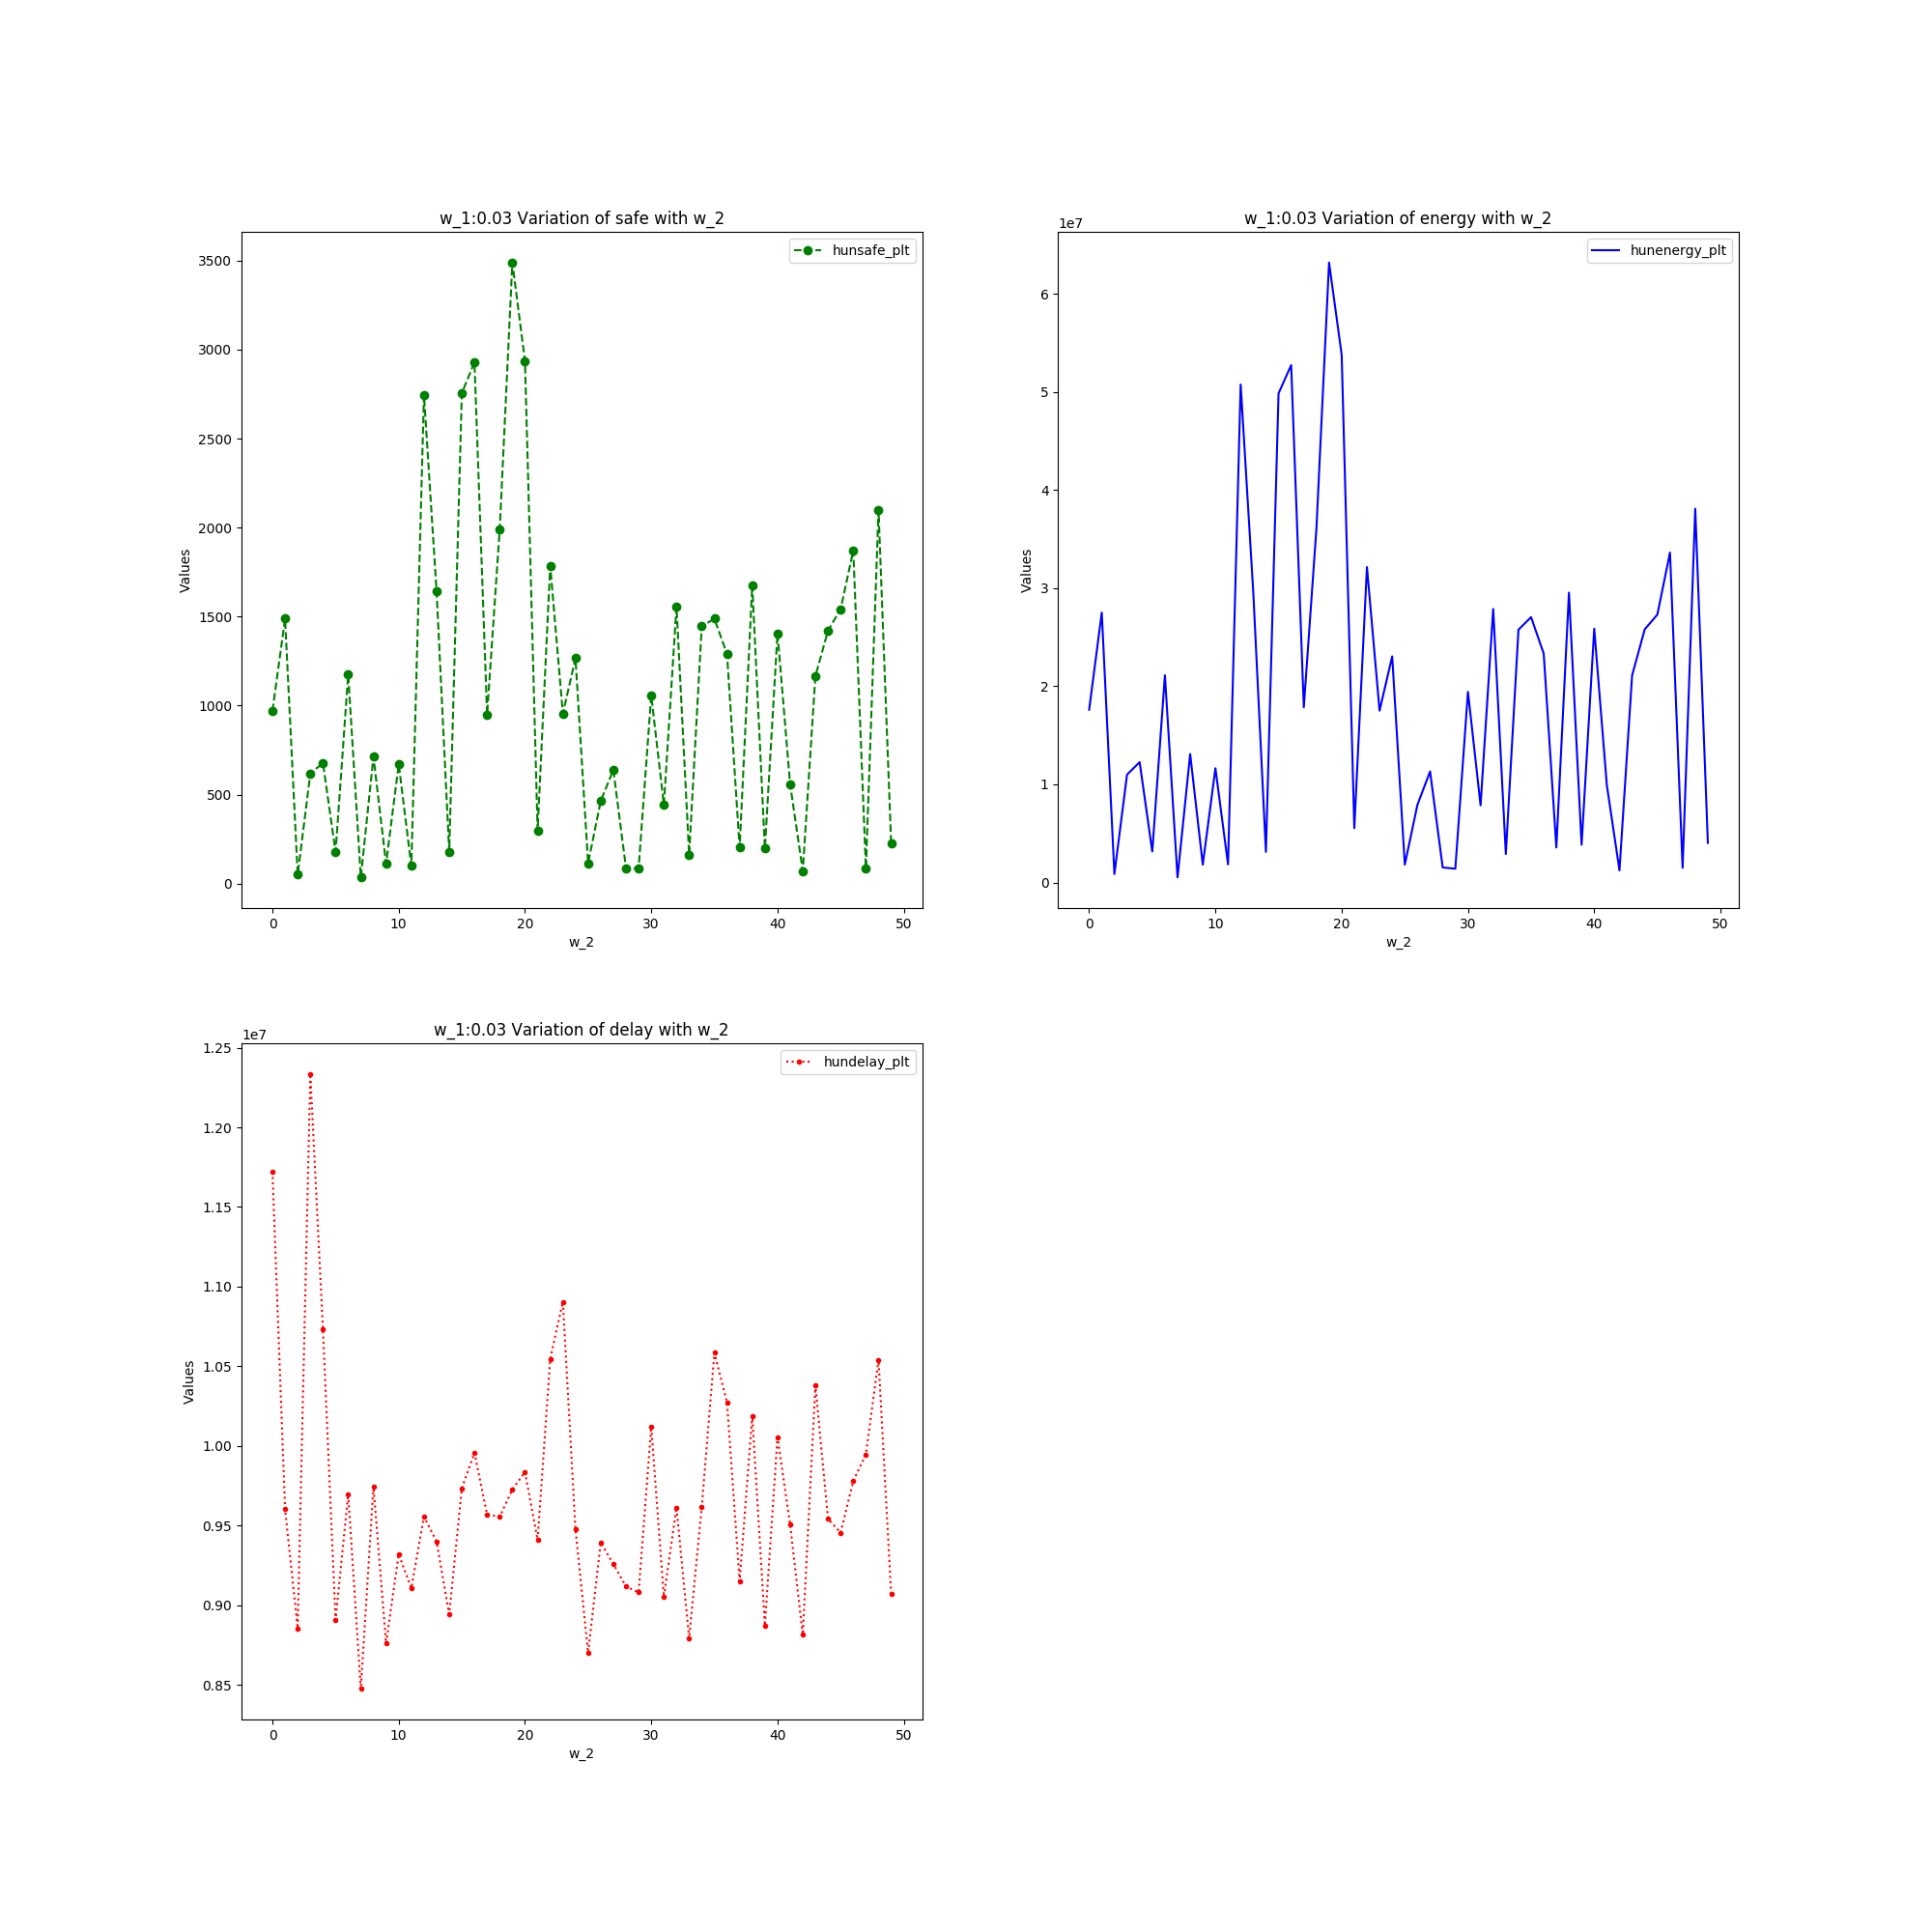 w_1:0.03 Variation of safe with w_2
hunsafe_plt
3500
3000
2500
2000
1500
1000
500
0
Values
0 10 20 30 40 50
w_2
w_1:0.03 Variation of energy with w_2
1e7
hunenergy_plt
6
5
4
3
2
1
0
Values
0 10 20 30 40 50
w_2
w_1:0.03 Variation of delay with w_2
1e7
hundelay_plt
1.25
1.20
1.15
1.10
1.05
1.00
0.95
0.90
0.85
Values
0 10 20 30 40 50
w_2